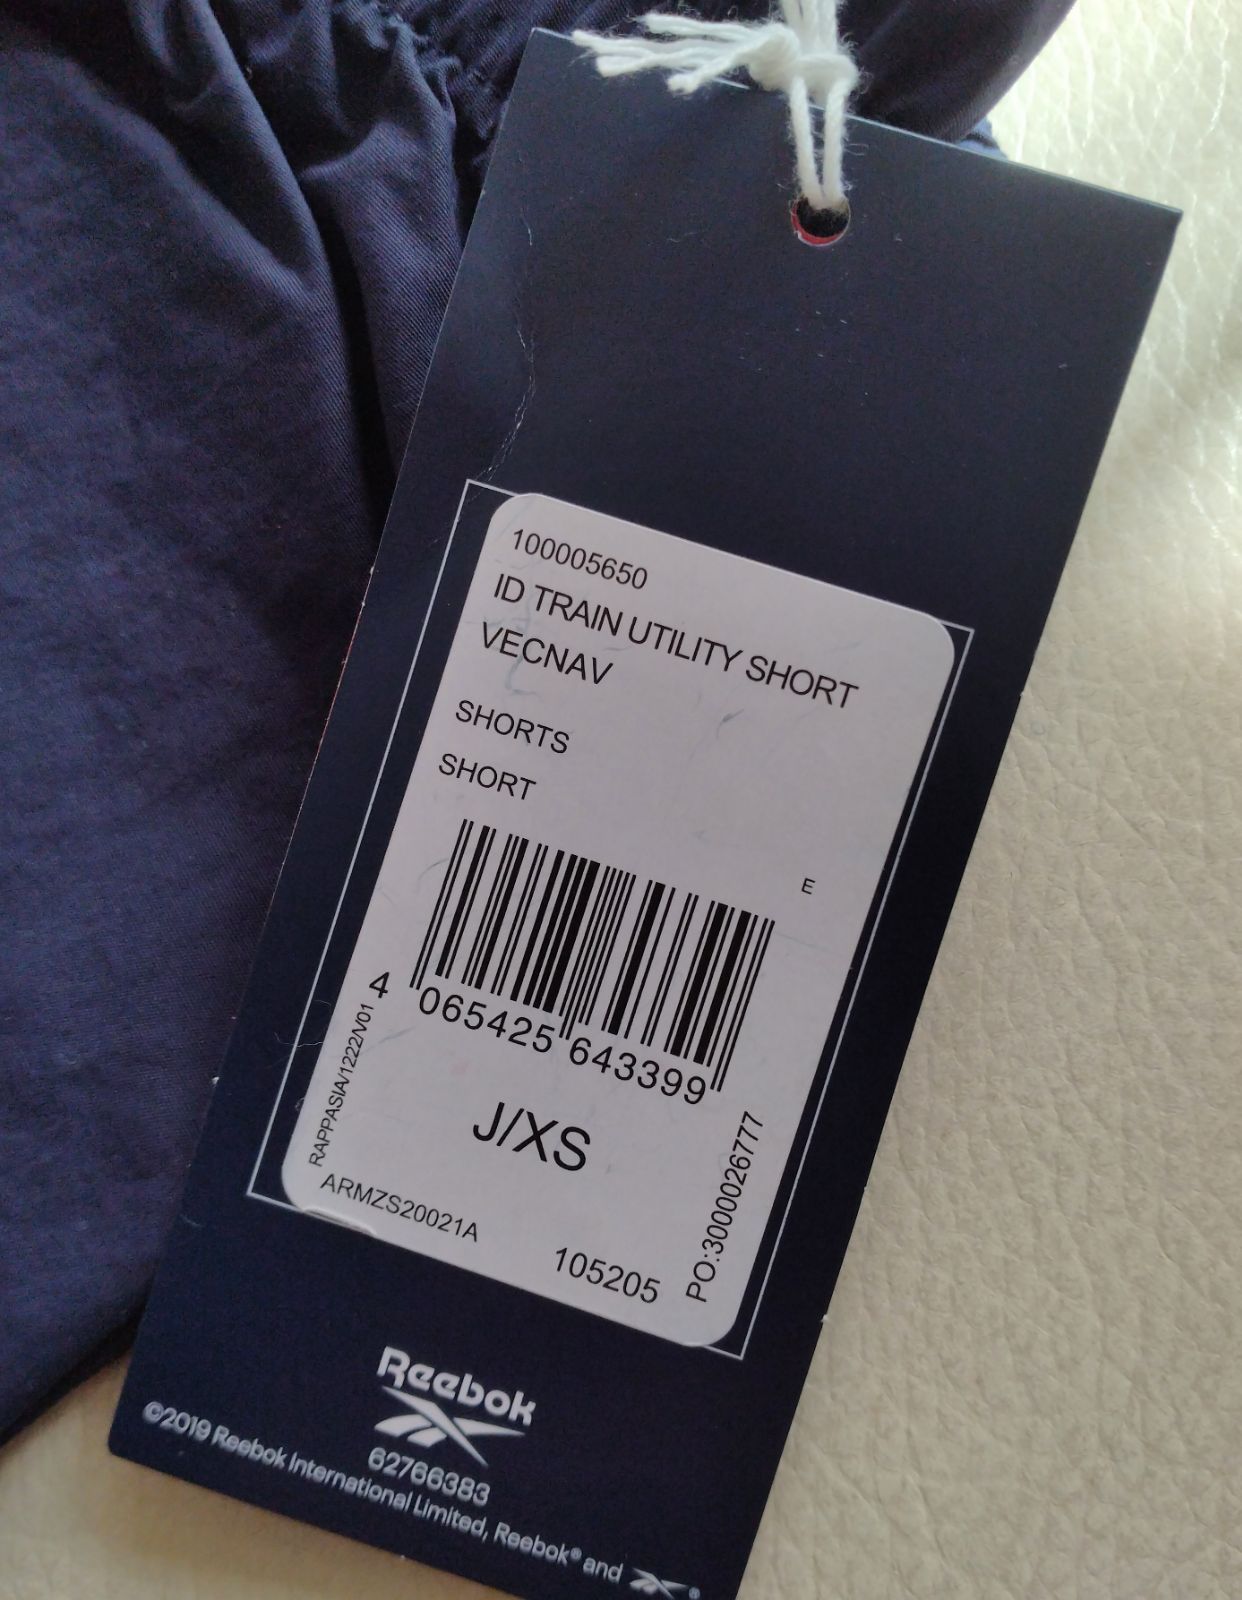 100005650
ID TRAIN UTILITY SHORT
VECNAV
SHORTS
SHORT
E
4 065425 643399
RAPPASIA/1222/V01
J/XS
PO:3000026777
ARMZS20021A
105205
Reebok
62766383
©2019 Reebok International Limited, Reebok® and ®